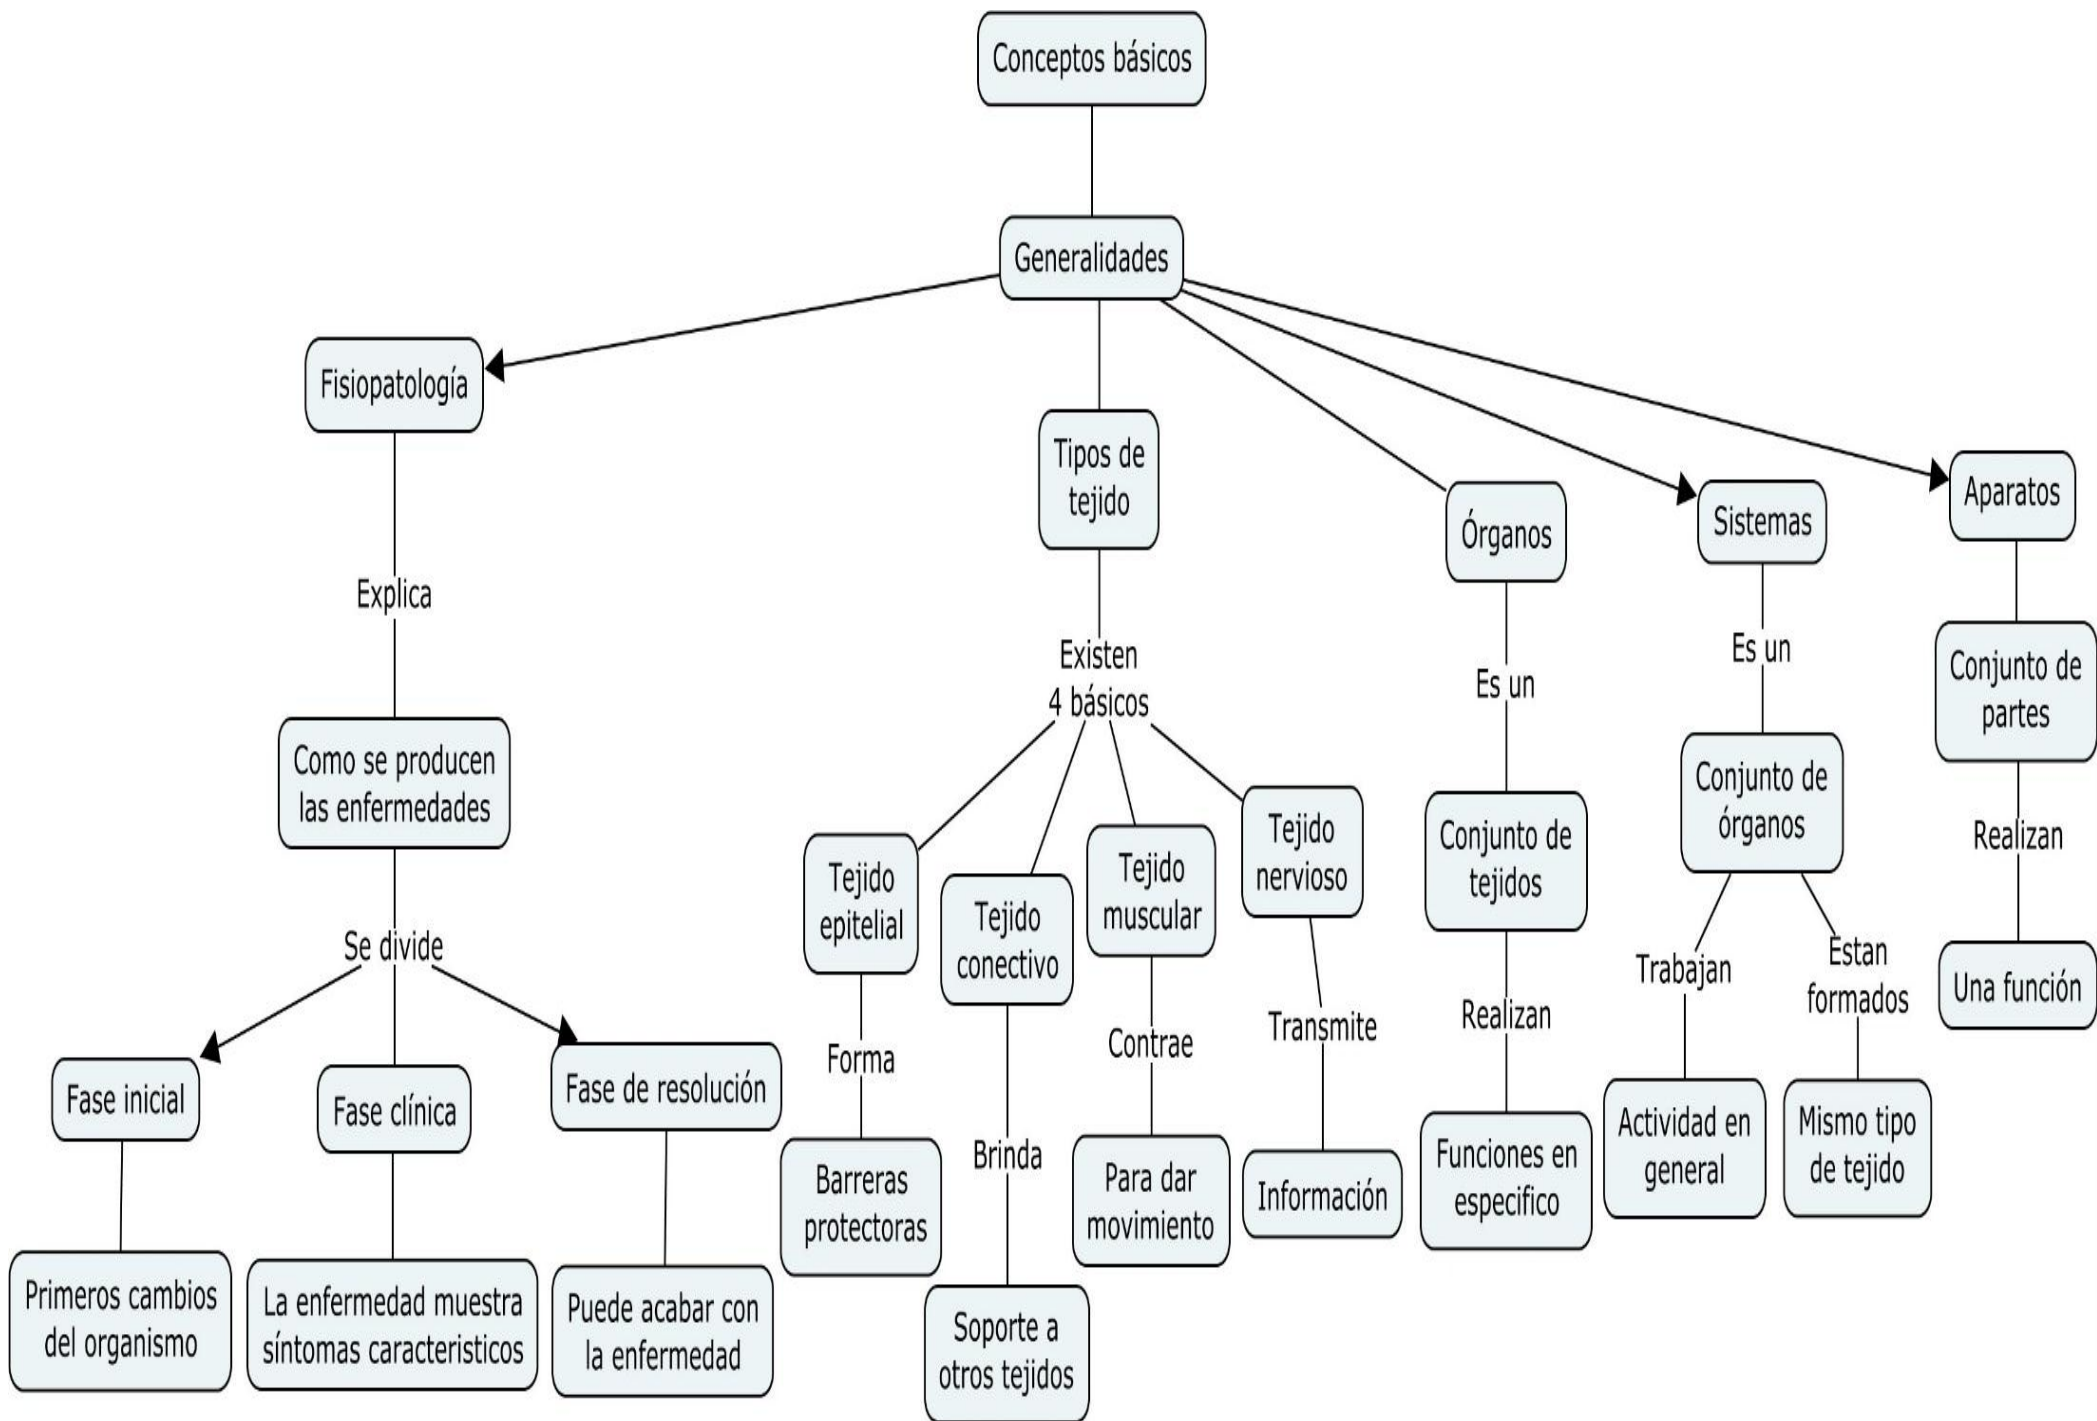 Conceptos básicos
Generalidades
Fisiopatología
Explica
Como se producen
las enfermedades
Se divide
Fase inicial
Primeros cambios
del organismo
Fase clínica
La enfermedad muestra
síntomas caracteristicos
Fase de resolución
Puede acabar con
la enfermedad
Tipos de
tejido
Existen
4 básicos
Tejido
epitelial
Forma
Barreras
protectoras
Tejido
conectivo
Brinda
Soporte a
otros tejidos
Tejido
muscular
Contrae
Para dar
movimiento
Tejido
nervioso
Transmite
Información
Órganos
Es un
Conjunto de
tejidos
Realizan
Funciones en
especifico
Sistemas
Es un
Conjunto de
órganos
Trabajan
Actividad en
general
Estan
formados
Mismo tipo
de tejido
Aparatos
Conjunto de
partes
Realizan
Una función